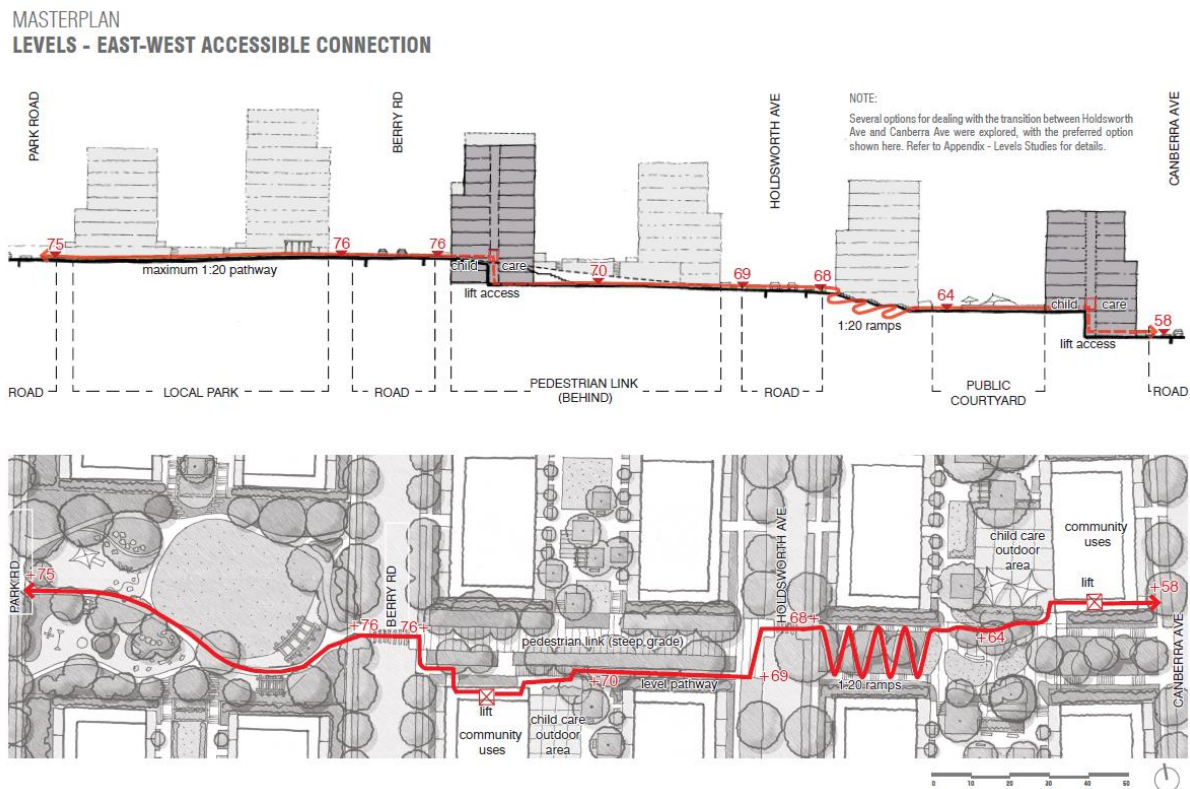 MASTERPLAN
LEVELS - EAST-WEST ACCESSIBLE CONNECTION
PARK ROAD
BERRY RD
HOLDSWORTH AVE
CANBERRA AVE
NOTE:
Several options for dealing with the transition between Holdsworth
Ave and Canberra Ave were explored, with the preferred option
shown here. Refer to Appendix - Levels Studies for details.
75
76
76
70
69
68
64
58
maximum 1:20 pathway
child care
lift access
1:20 ramps
child care
lift access
ROAD
LOCAL PARK
ROAD
PEDESTRIAN LINK
(BEHIND)
ROAD
PUBLIC
COURTYARD
ROAD
PARK RD
+75
+76
BERRY RD
76+
pedestrian link (steep grade)
+70
level pathway
lift
community
uses
child care
outdoor
area
HOLDSWORTH AVE
68+
+69
1:20 ramps
+64
child care
outdoor
area
community
uses
lift
+58
CANBERRA AVE
0 10 20 30 40 50